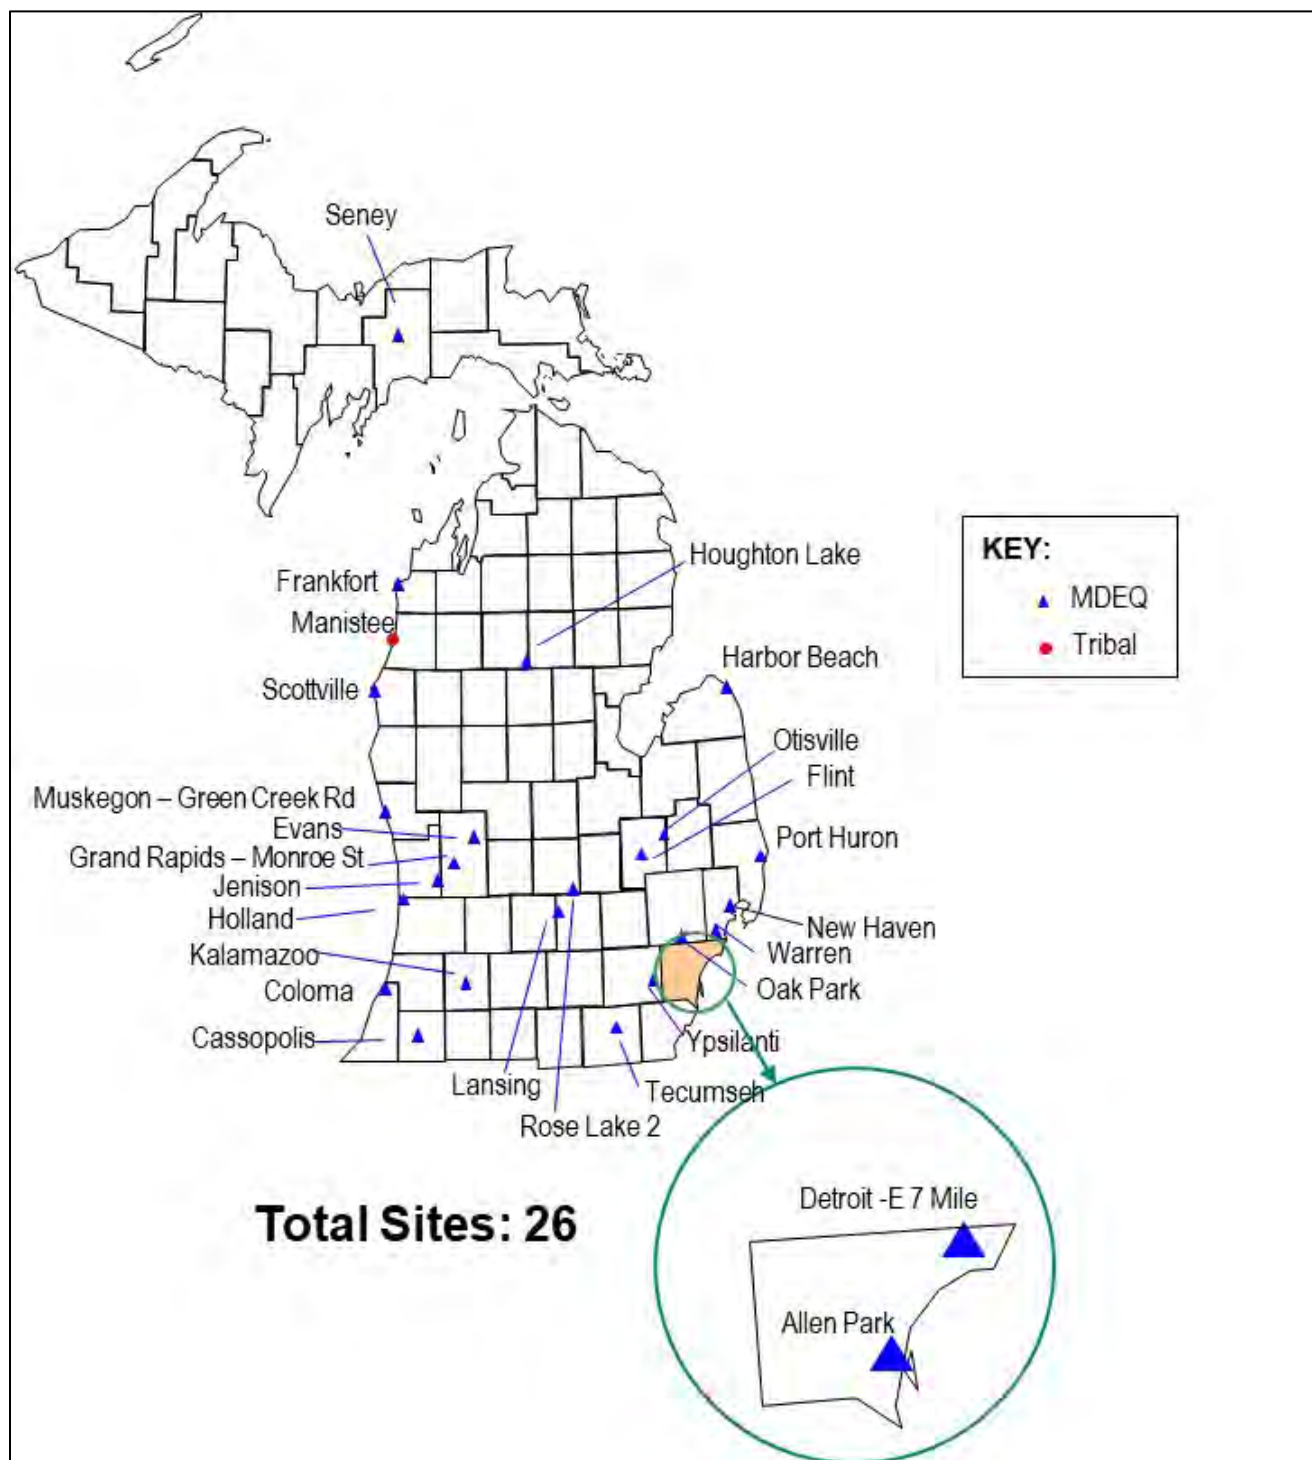 Seney
Houghton Lake
Frankfort
Manistee
Harbor Beach
Scottville
Otisville
Flint
Muskegon – Green Creek Rd
Evans
Port Huron
Grand Rapids – Monroe St
Jenison
Holland
New Haven
Warren
Kalamazoo
Oak Park
Coloma
Cassopolis
Ypsilanti
Lansing
Tecumseh
Rose Lake 2
KEY:
MDEQ
Tribal
Total Sites: 26
Detroit -E 7 Mile
Allen Park